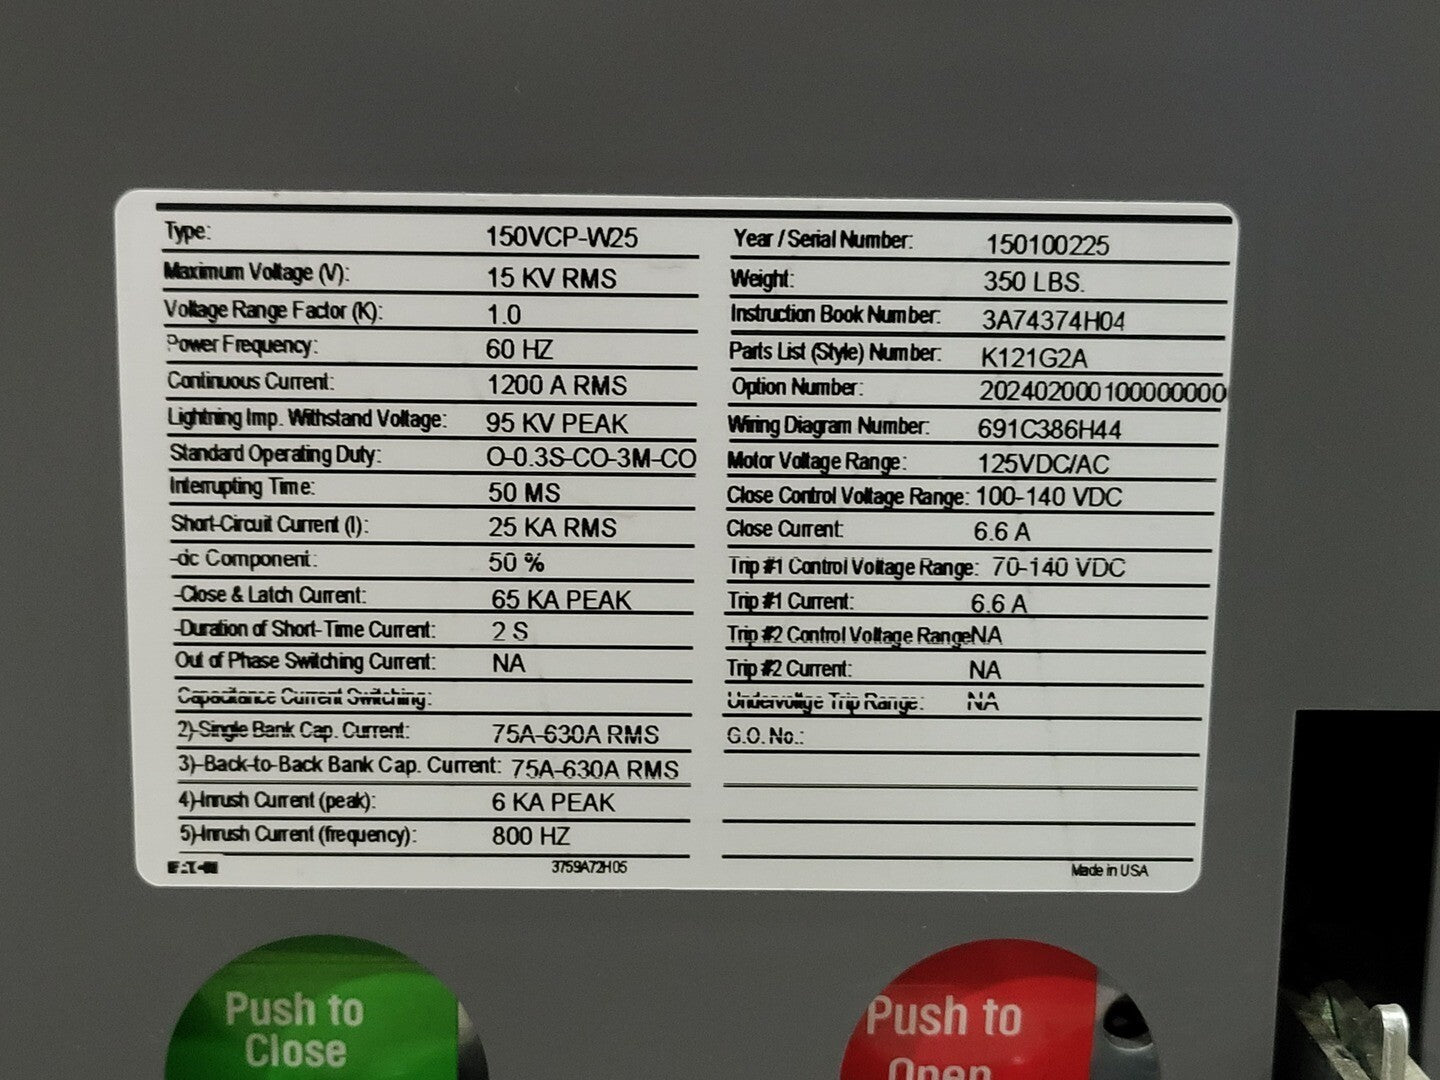 Type: 150VCP-W25
Maximum Voltage (V): 15 KV RMS
Voltage Range Factor (K): 1.0
Power Frequency: 60 HZ
Continuous Current: 1200 A RMS
Lightning Imp. Withstand Voltage: 95 KV PEAK
Standard Operating Duty: O-0.3S-CO-3M-CO
Interrupting Time: 50 MS
Short-Circuit Current (I): 25 KA RMS
-dc Component: 50 %
-Close & Latch Current: 65 KA PEAK
-Duration of Short-Time Current: 2 S
Out of Phase Switching Current: NA
Capacitance Current Switching:
2)-Single Bank Cap. Current: 75A-630A RMS
3)-Back-to-Back Bank Cap. Current: 75A-630A RMS
4)-Inrush Current (peak): 6 KA PEAK
5)-Inrush Current (frequency): 800 HZ
EATON 3759A72H05
Year / Serial Number: 150100225
Weight: 350 LBS.
Instruction Book Number: 3A74374H04
Parts List (Style) Number: K121G2A
Option Number: 202402000100000000
Wiring Diagram Number: 691C386H44
Motor Voltage Range: 125VDC/AC
Close Control Voltage Range: 100-140 VDC
Close Current: 6.6 A
Trip #1 Control Voltage Range: 70-140 VDC
Trip #1 Current: 6.6 A
Trip #2 Control Voltage Range NA
Trip #2 Current: NA
Undervoltge Trip Range: NA
G.O. No.:
Made in USA
Push to
Close
Push to
Open